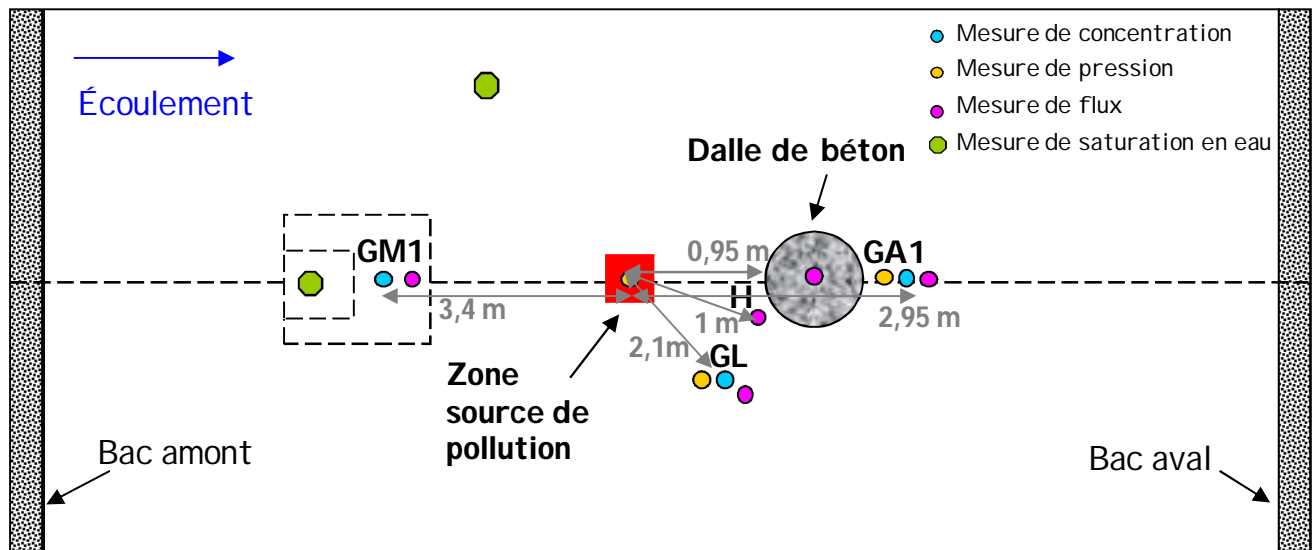 Mesure de concentration
Mesure de pression
Mesure de flux
Mesure de saturation en eau
Écoulement
Dalle de béton
GM1
0,95 m
GA1
H
3,4 m
1 m
2,95 m
2,1m
GL
Zone
source de
pollution
Bac amont
Bac aval